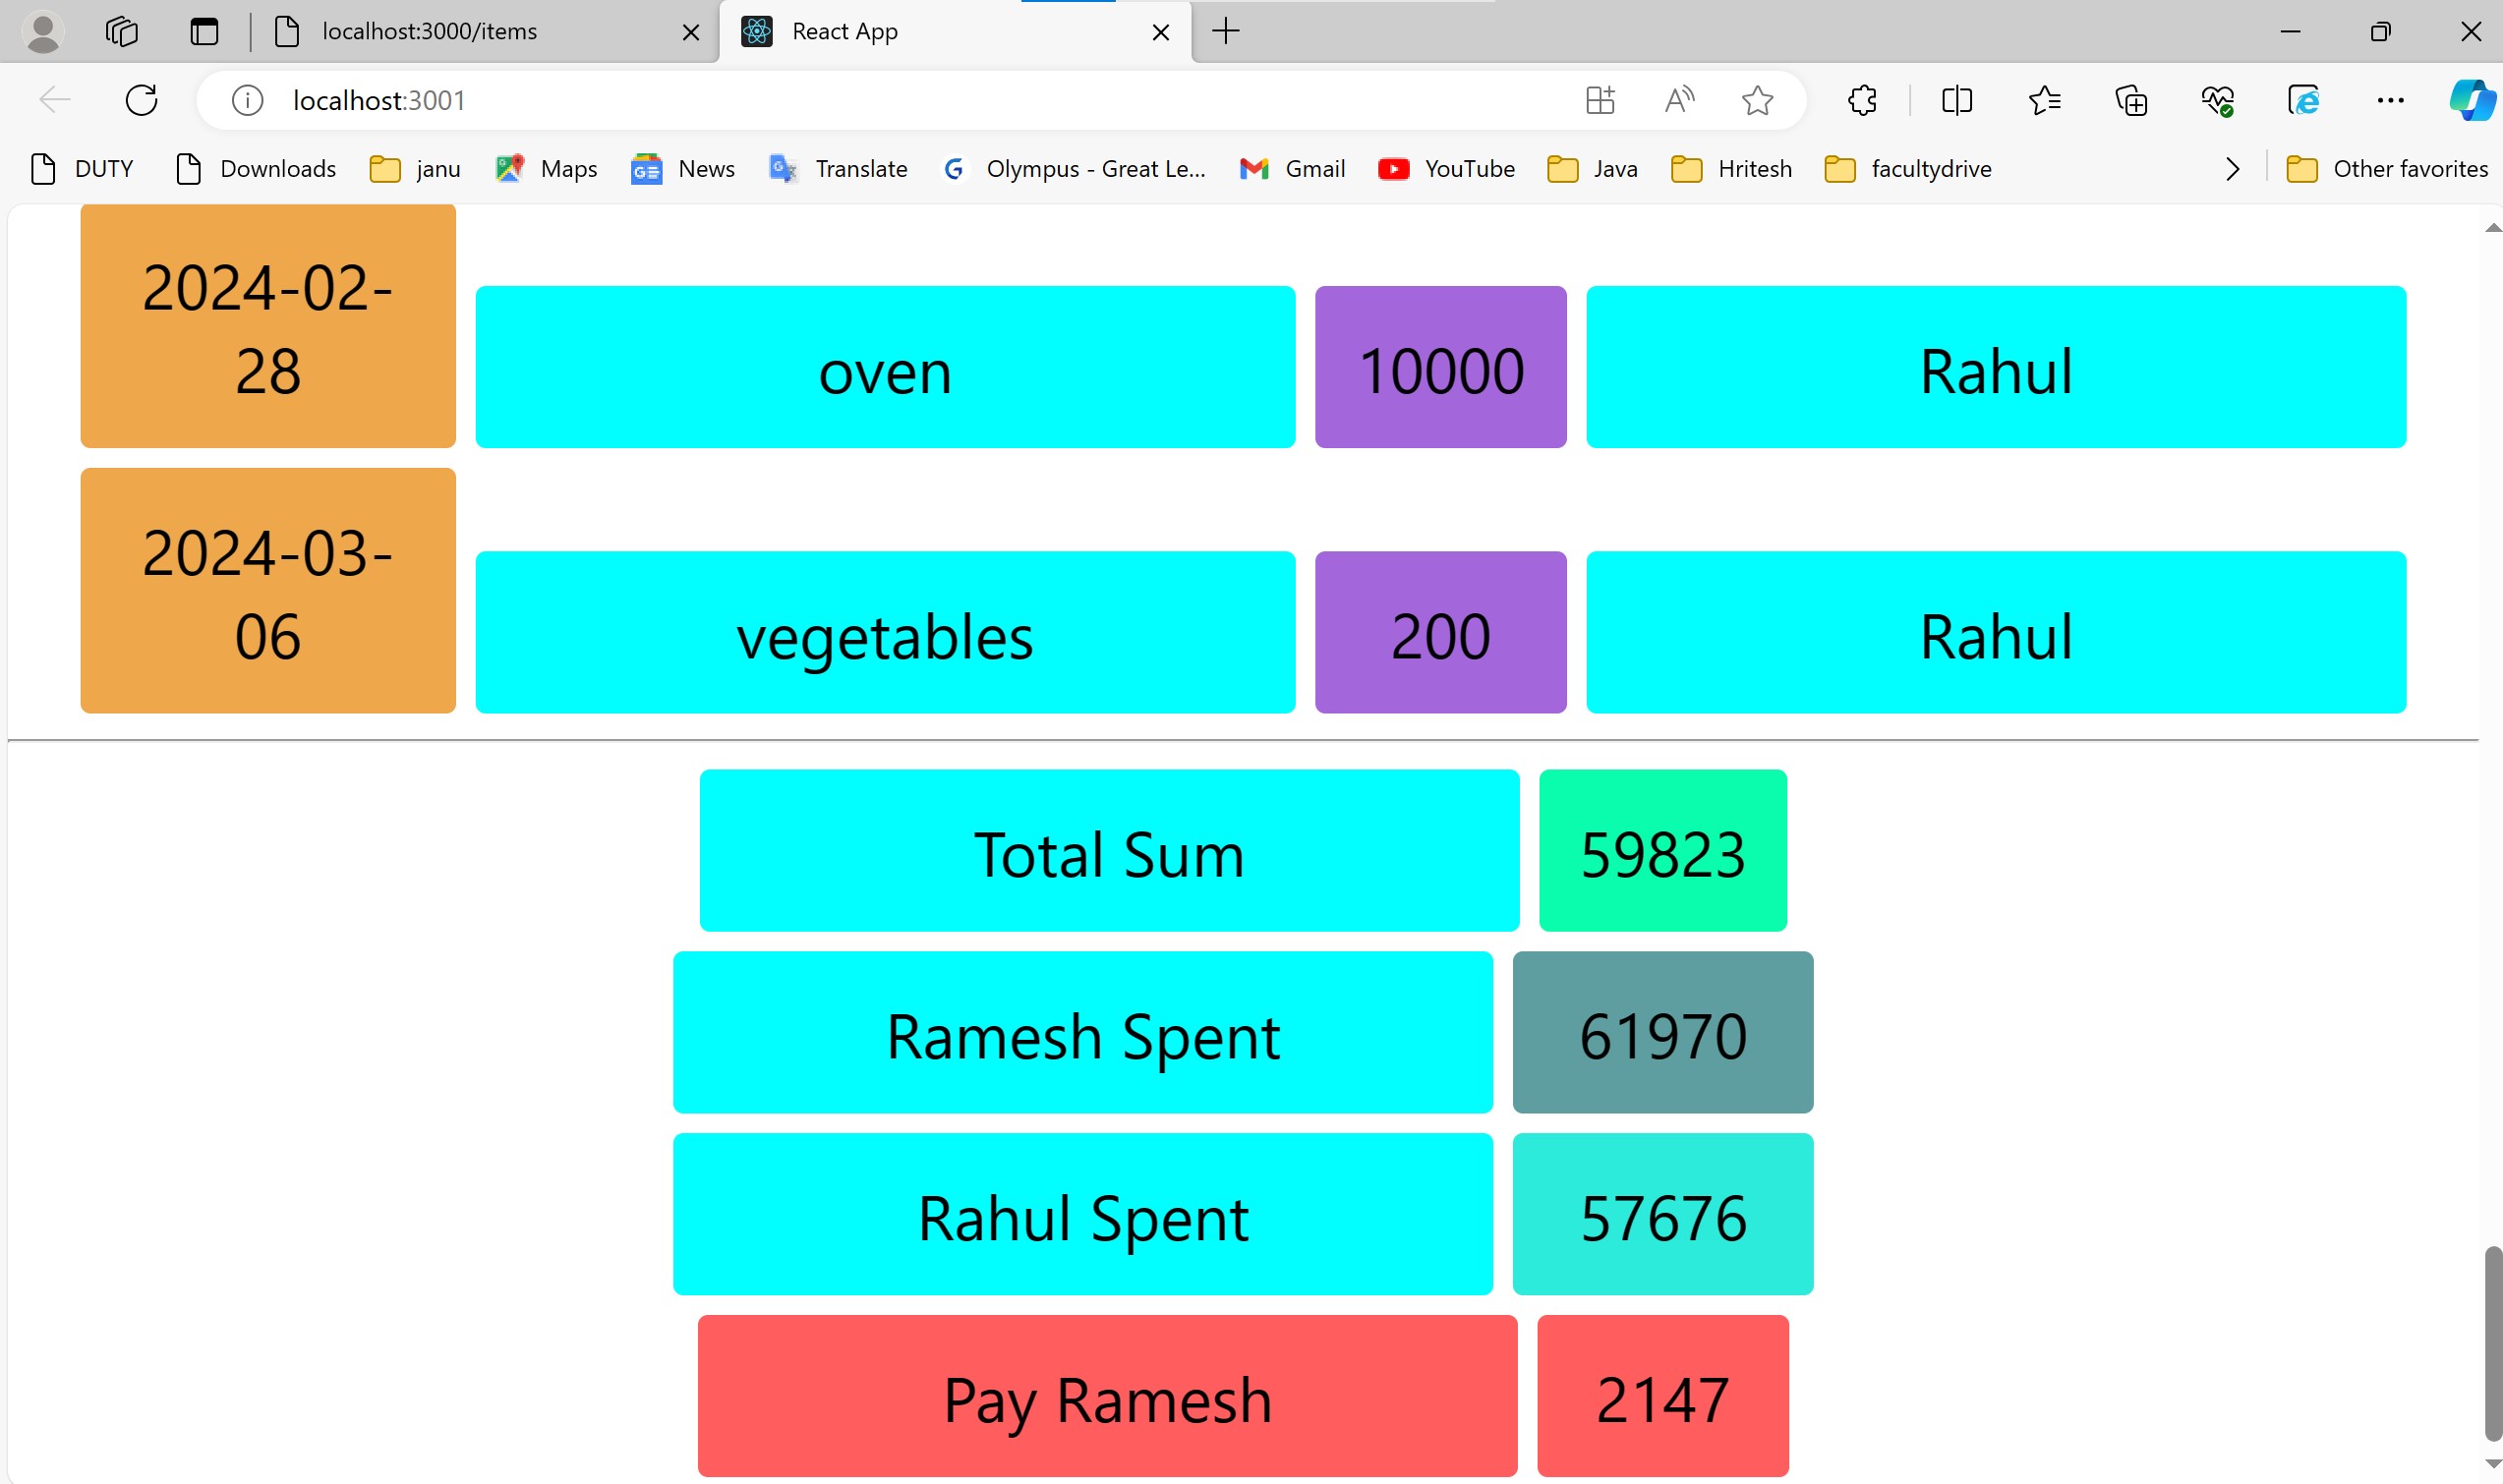 localhost:3000/items
React App
localhost:3001
DUTY Downloads janu Maps News Translate Olympus - Great Le... Gmail YouTube Java Hritesh facultydrive Other favorites
2024-02-
28
oven
10000
Rahul
2024-03-
06
vegetables
200
Rahul
Total Sum
59823
Ramesh Spent
61970
Rahul Spent
57676
Pay Ramesh
2147